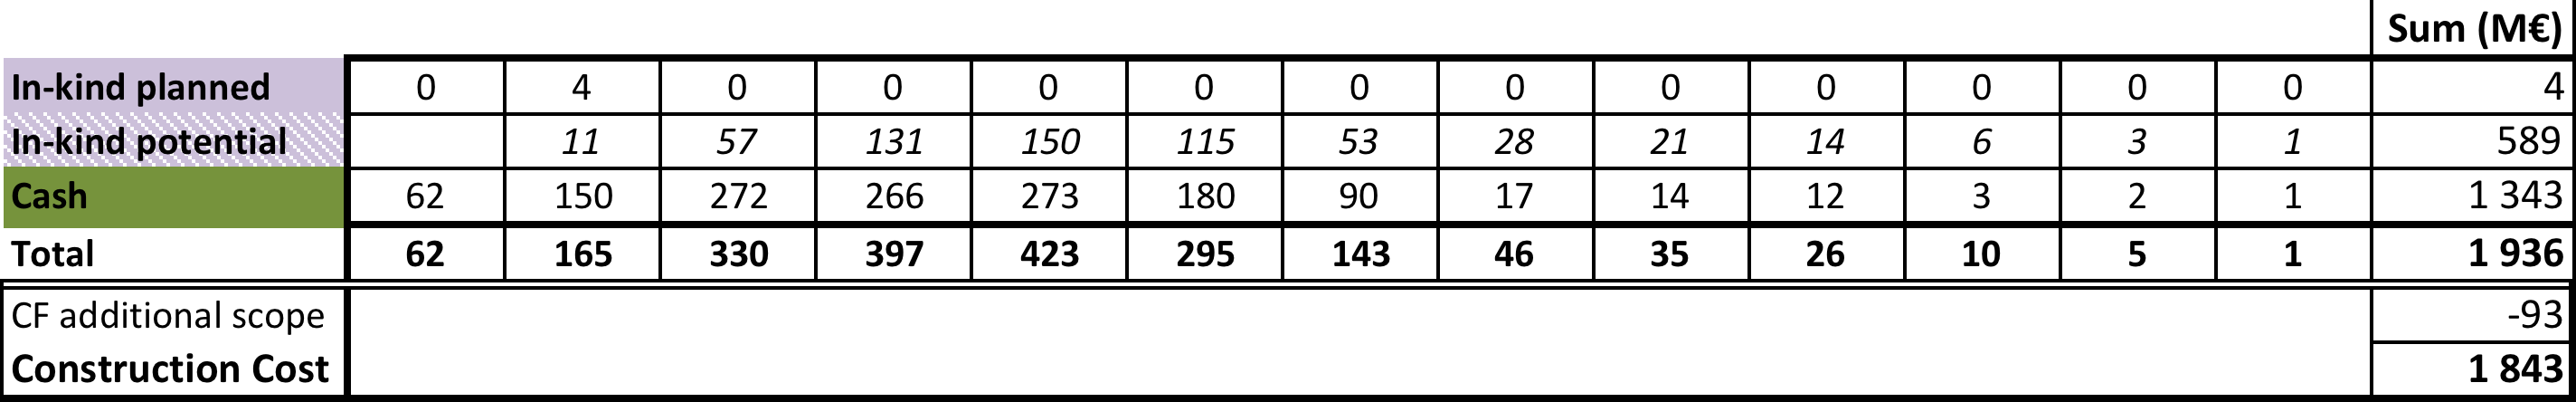 Sum (M€)
In-kind planned 0 4 0 0 0 0 0 0 0 0 0 0 0 4
In-kind potential 11 57 131 150 115 53 28 21 14 6 3 1 589
Cash 62 150 272 266 273 180 90 17 14 12 3 2 1 1 343
Total 62 165 330 397 423 295 143 46 35 26 10 5 1 1 936
CF additional scope -93
Construction Cost 1 843